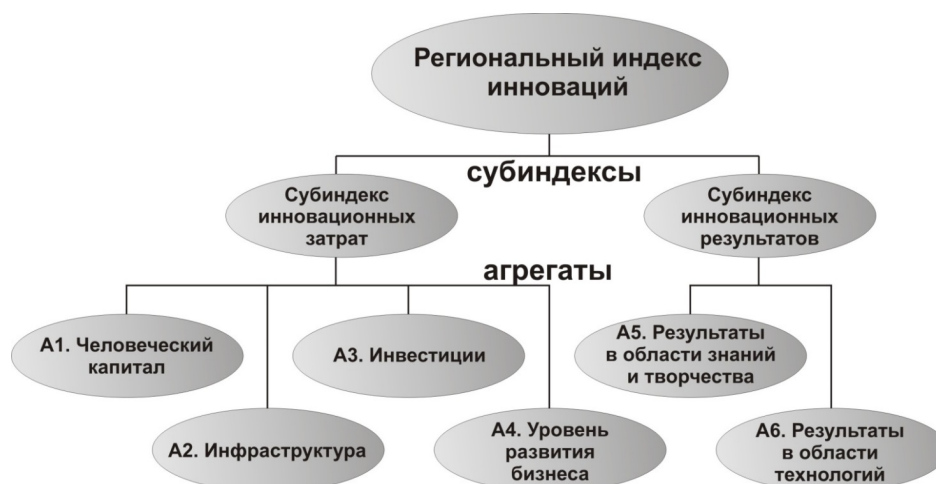 Региональный индекс
инноваций
субиндексы
Субиндекс
инновационных
затрат
Субиндекс
инновационных
результатов
агрегаты
А1. Человеческий
капитал
А2. Инфраструктура
А3. Инвестиции
А4. Уровень
развития
бизнеса
А5. Результаты
в области знаний
и творчества
А6. Результаты
в области
технологий